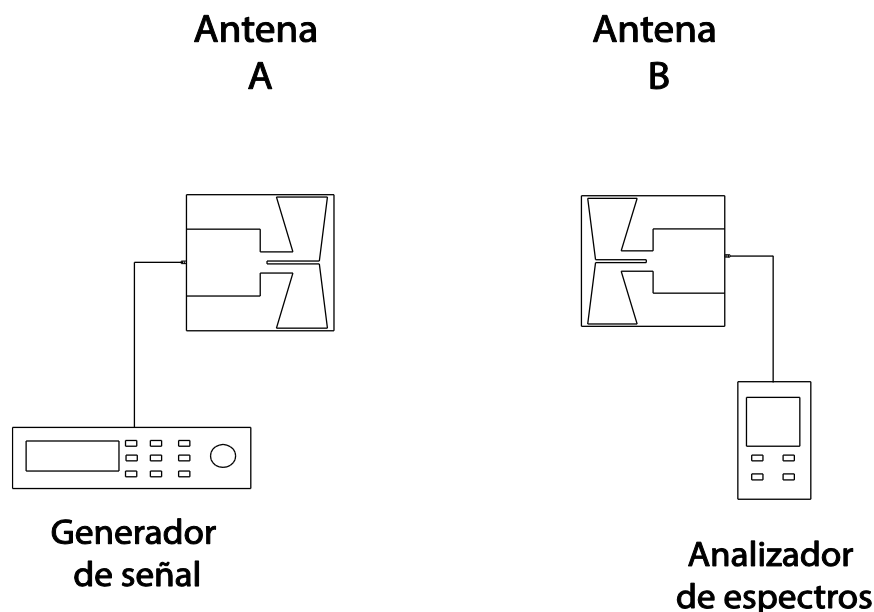 Antena
A
Antena
B
Generador
de señal
Analizador
de espectros